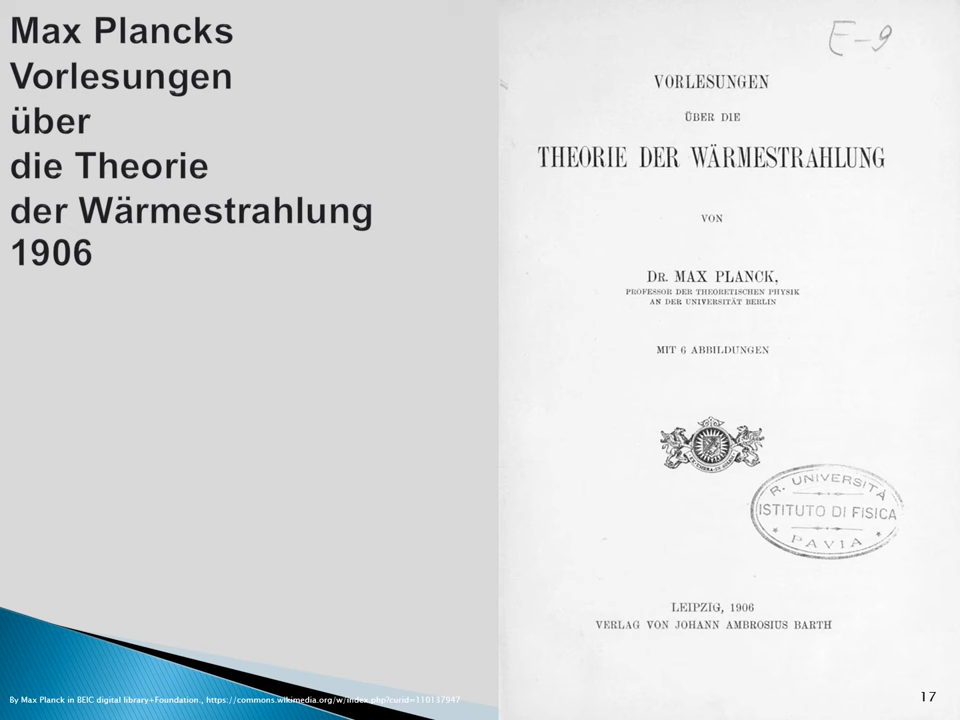 Max Plancks
Vorlesungen
über
die Theorie
der Wärmestrahlung
1906
E-9
VORLESUNGEN
ÜBER DIE
THEORIE DER WÄRMESTRAHLUNG
VON
DR. MAX PLANCK,
PROFESSOR DER THEORETISCHEN PHYSIK
AN DER UNIVERSITÄT BERLIN
MIT 6 ABBILDUNGEN
R. UNIVERSITÀ
ISTITUTO DI FISICA
PAVIA
LEIPZIG, 1906
VERLAG VON JOHANN AMBROSIUS BARTH
By Max Planck in BEIC digital library+Foundation., https://commons.wikimedia.org/w/index.php?curid=110137947
17